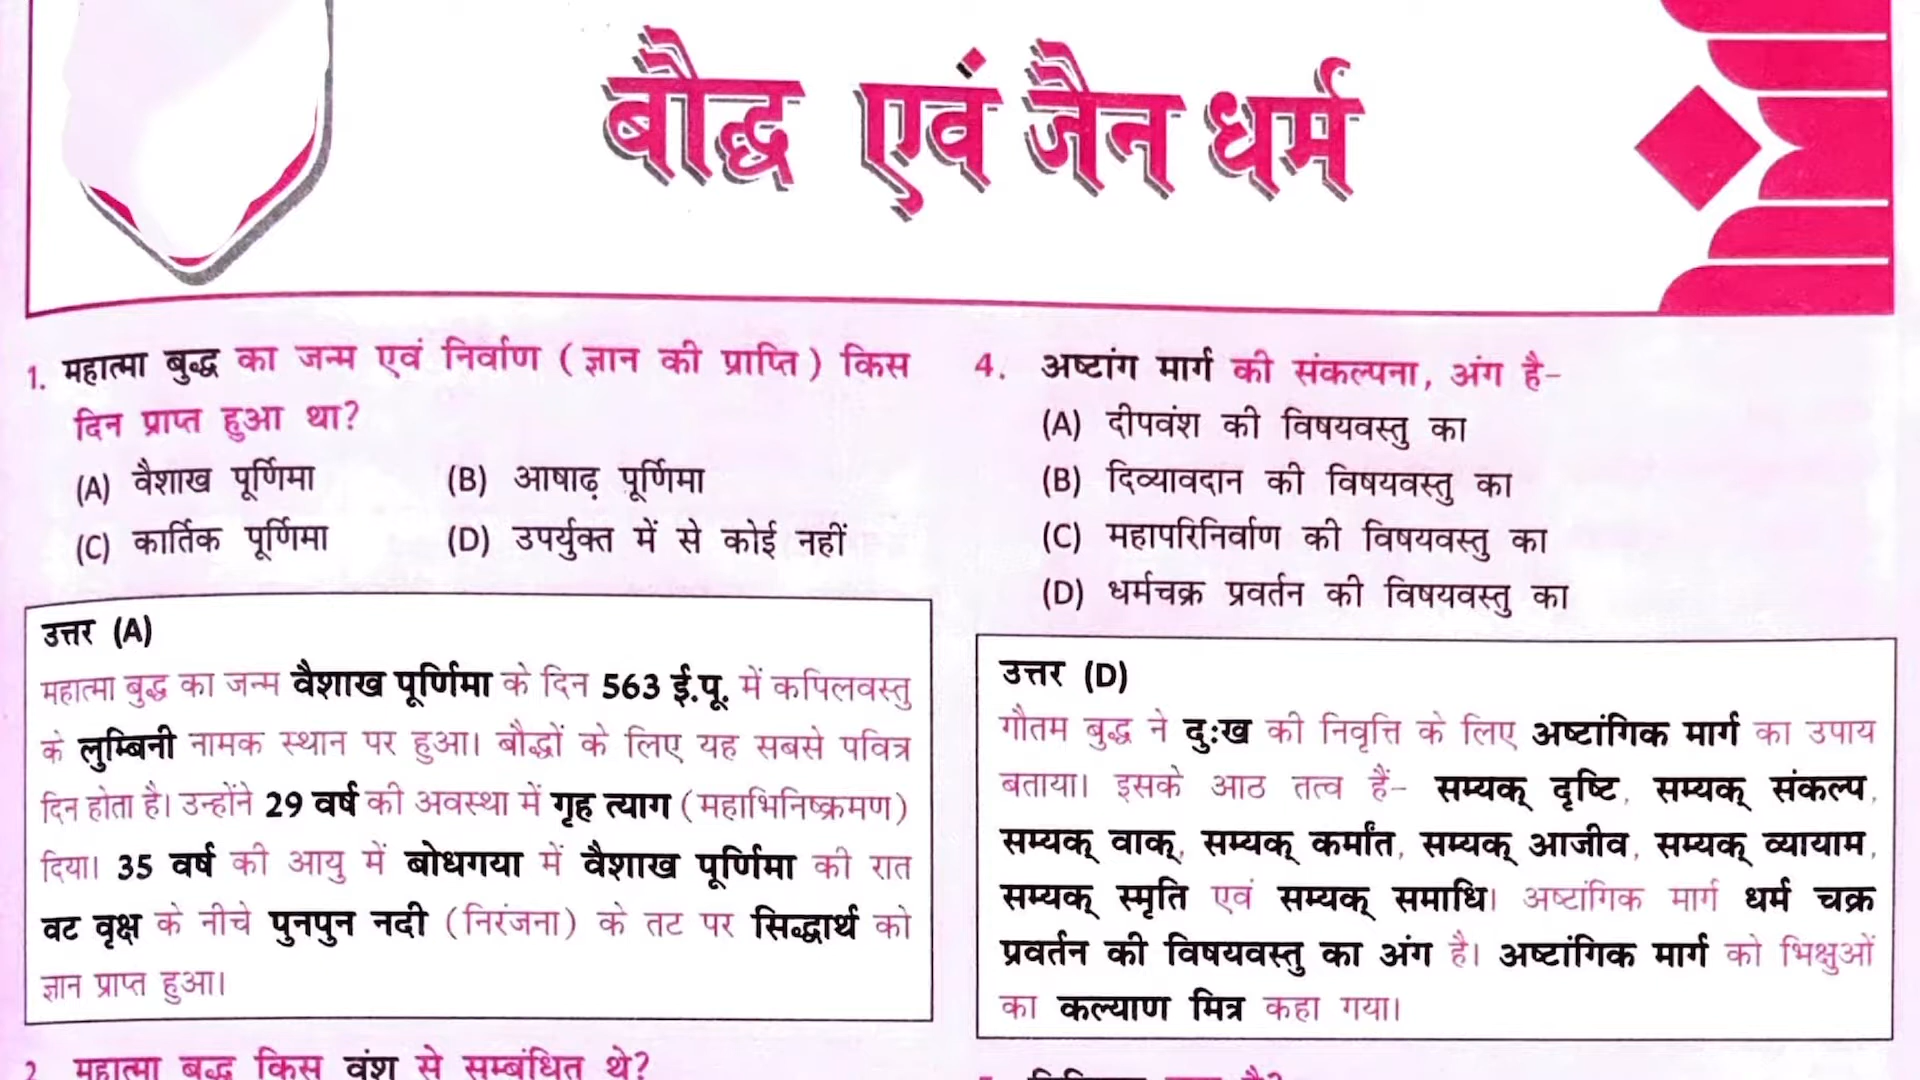 बौद्ध एवं जैन धर्म
1. महात्मा बुद्ध का जन्म एवं निर्वाण (ज्ञान की प्राप्ति) किस
दिन प्राप्त हुआ था?
(A) वैशाख पूर्णिमा (B) आषाढ़ पूर्णिमा
(C) कार्तिक पूर्णिमा (D) उपर्युक्त में से कोई नहीं
उत्तर (A)
महात्मा बुद्ध का जन्म वैशाख पूर्णिमा के दिन 563 ई.पू. में कपिलवस्तु
के लुम्बिनी नामक स्थान पर हुआ। बौद्धों के लिए यह सबसे पवित्र
दिन होता है। उन्होंने 29 वर्ष की अवस्था में गृह त्याग (महाभिनिष्क्रमण)
दिया। 35 वर्ष की आयु में बोधगया में वैशाख पूर्णिमा की रात
वट वृक्ष के नीचे पुनपुन नदी (निरंजना) के तट पर सिद्धार्थ को
ज्ञान प्राप्त हुआ।
2. महात्मा बुद्ध किस वंश से सम्बंधित थे?
4. अष्टांग मार्ग की संकल्पना, अंग है-
(A) दीपवंश की विषयवस्तु का
(B) दिव्यावदान की विषयवस्तु का
(C) महापरिनिर्वाण की विषयवस्तु का
(D) धर्मचक्र प्रवर्तन की विषयवस्तु का
उत्तर (D)
गौतम बुद्ध ने दुःख की निवृत्ति के लिए अष्टांगिक मार्ग का उपाय
बताया। इसके आठ तत्व हैं- सम्यक् दृष्टि, सम्यक् संकल्प,
सम्यक् वाक्, सम्यक् कर्मांत, सम्यक् आजीव, सम्यक् व्यायाम,
सम्यक् स्मृति एवं सम्यक् समाधि। अष्टांगिक मार्ग धर्म चक्र
प्रवर्तन की विषयवस्तु का अंग है। अष्टांगिक मार्ग को भिक्षुओं
का कल्याण मित्र कहा गया।